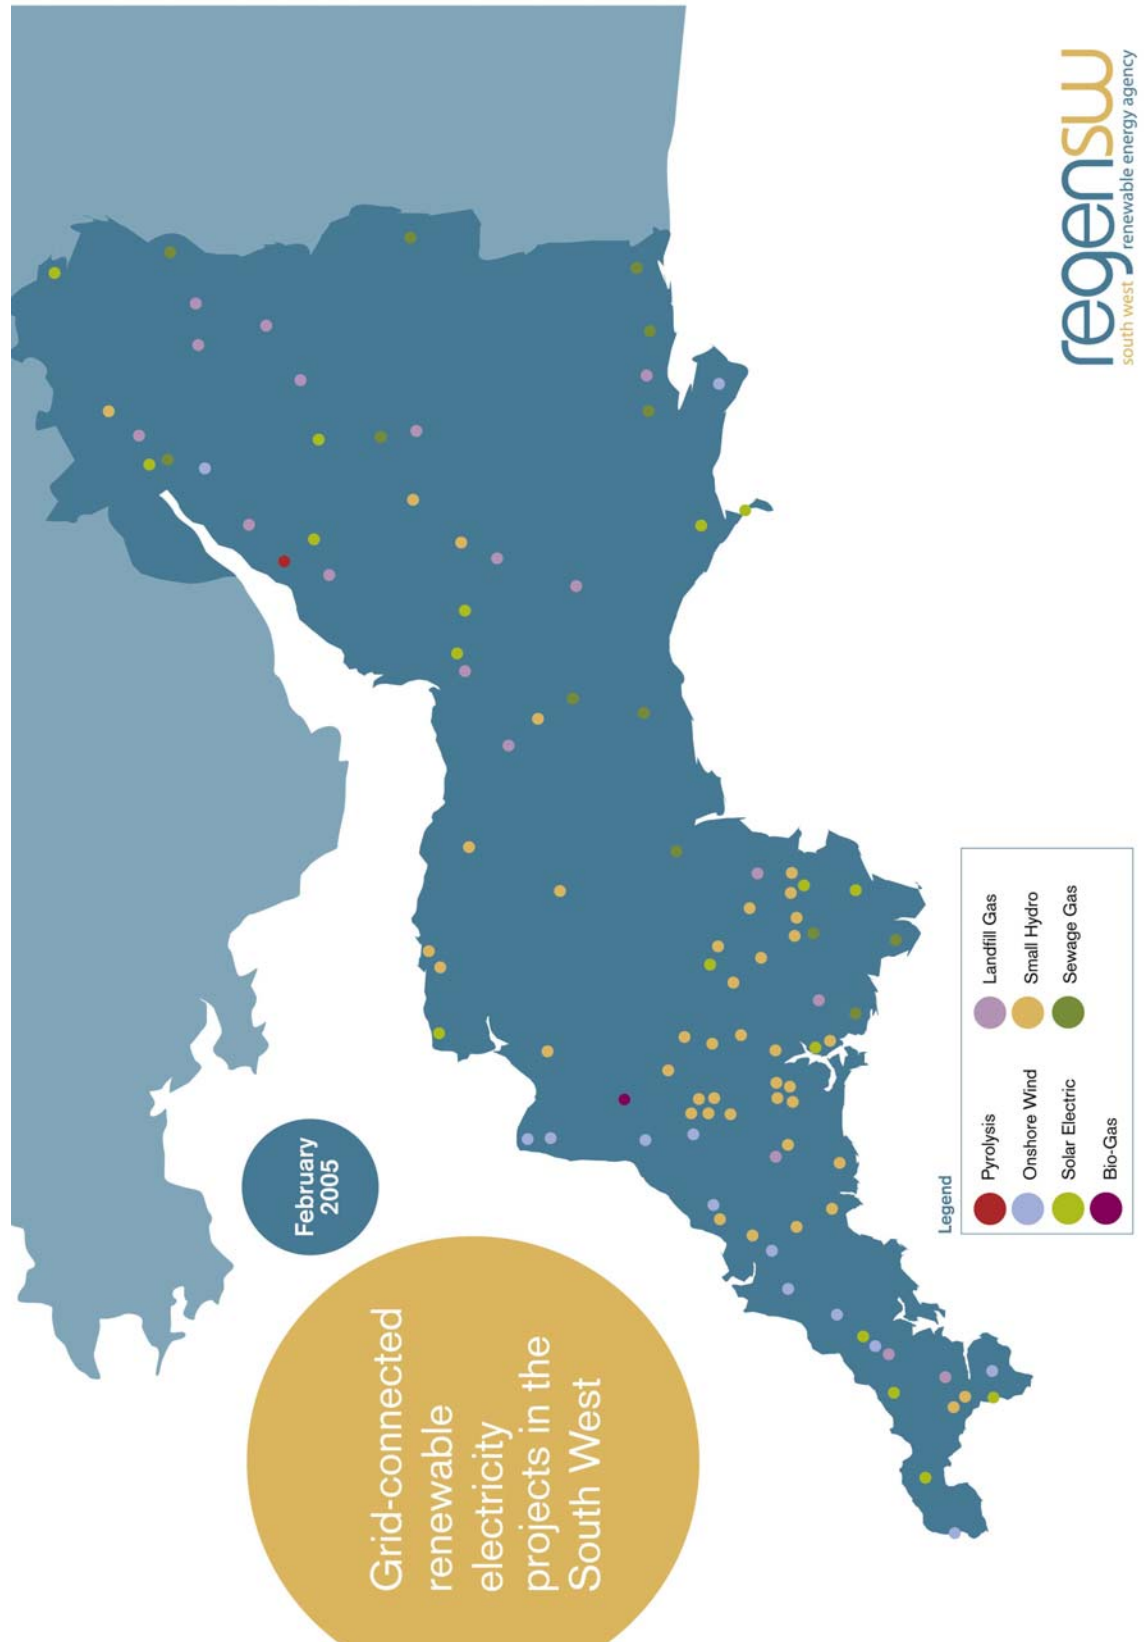 Grid-connected
renewable
electricity
projects in the
South West
February
2005
Legend
Pyrolysis
Onshore Wind
Solar Electric
Bio-Gas
Landfill Gas
Small Hydro
Sewage Gas
regensw
south west renewable energy agency